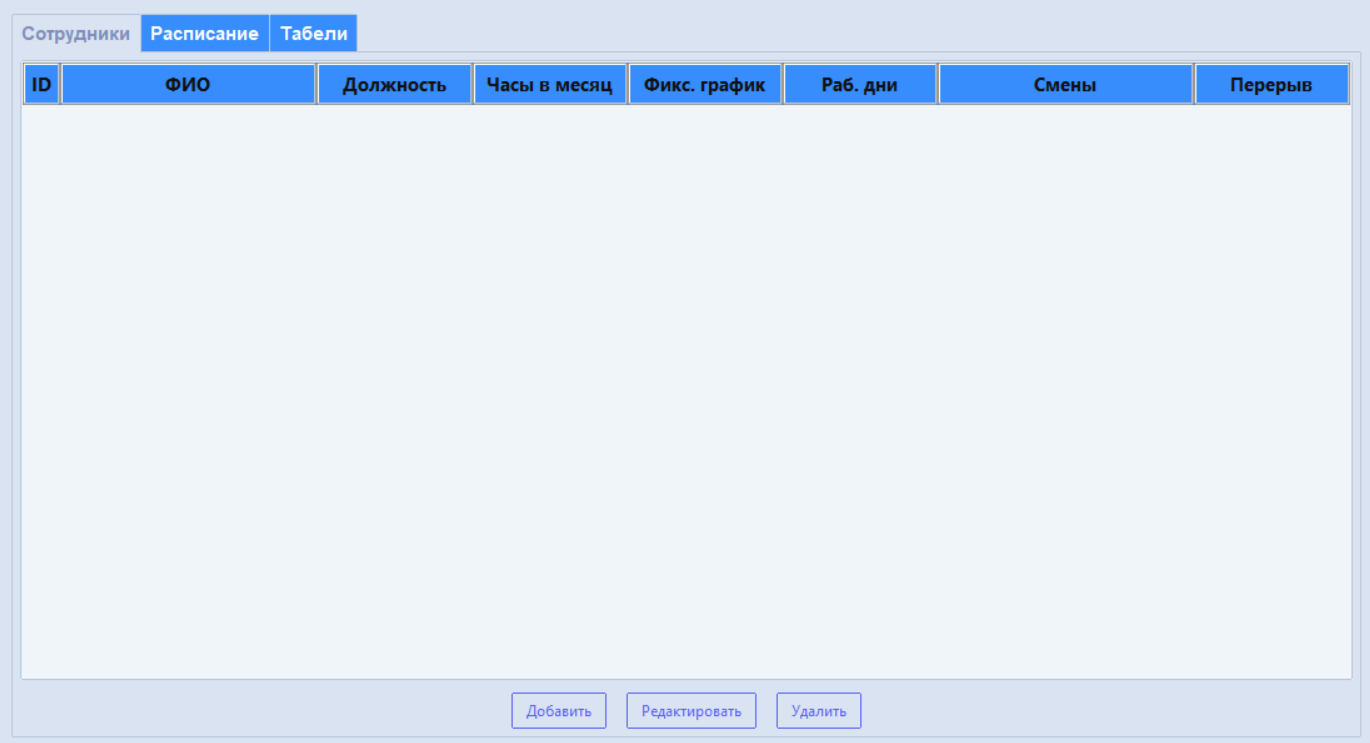 Сотрудники Расписание Табели
ID ФИО Должность Часы в месяц Фикс. график Раб. дни Смены Перерыв
Добавить Редактировать Удалить